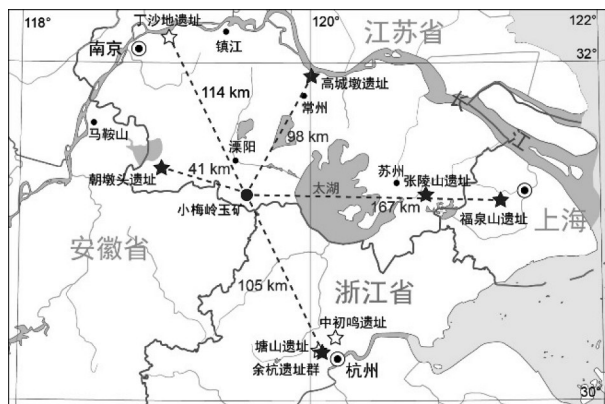 118°
120°
122°
丁沙地遗址
江苏省
南京
镇江
32°
高城墩遗址
114 km
常州
长
江
98 km
马鞍山
溧阳
41 km
朝墩头遗址
苏州
张陵山遗址
太湖
小梅岭玉矿
167 km
福泉山遗址
上海
安徽省
105 km
浙江省
中初鸣遗址
塘山遗址
余杭遗址群
杭州
30°